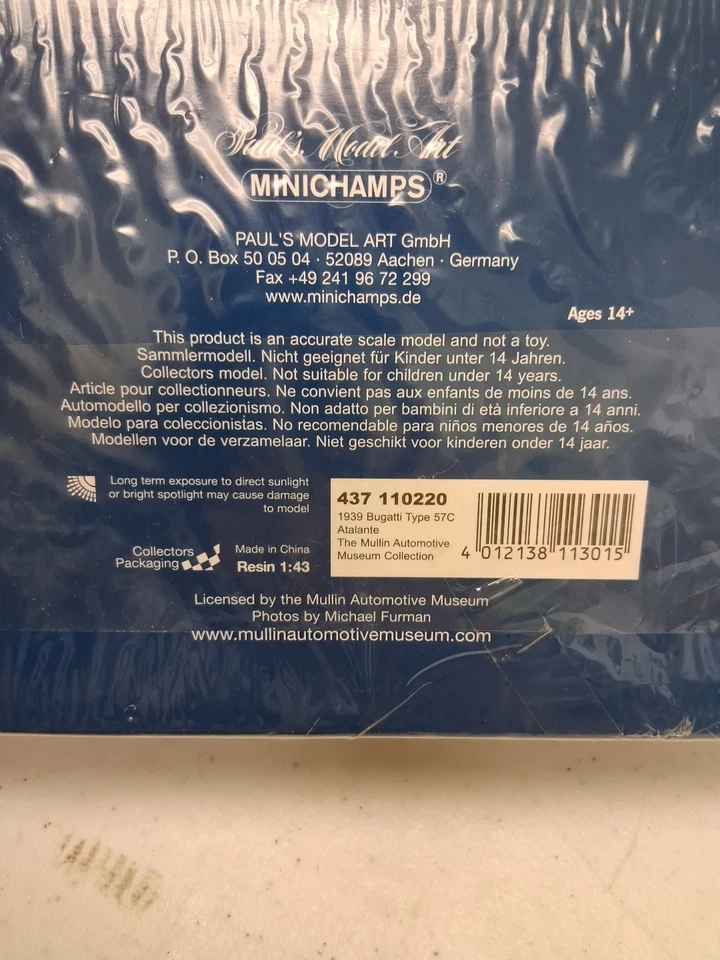 Paul's Model Art
MINICHAMPS®
PAUL'S MODEL ART GmbH
P. O. Box 50 05 04 · 52089 Aachen · Germany
Fax +49 241 96 72 299
www.minichamps.de
Ages 14+
This product is an accurate scale model and not a toy.
Sammlermodell. Nicht geeignet für Kinder unter 14 Jahren.
Collectors model. Not suitable for children under 14 years.
Article pour collectionneurs. Ne convient pas aux enfants de moins de 14 ans.
Automodello per collezionismo. Non adatto per bambini di età inferiore a 14 anni.
Modelo para coleccionistas. No recomendable para niños menores de 14 años.
Modellen voor de verzamelaar. Niet geschikt voor kinderen onder 14 jaar.
Long term exposure to direct sunlight
or bright spotlight may cause damage
to model
Collectors
Packaging
Made in China
Resin 1:43
437 110220
1939 Bugatti Type 57C
Atalante
The Mullin Automotive
Museum Collection
4 012138 113015
Licensed by the Mullin Automotive Museum
Photos by Michael Furman
www.mullinautomotivemuseum.com